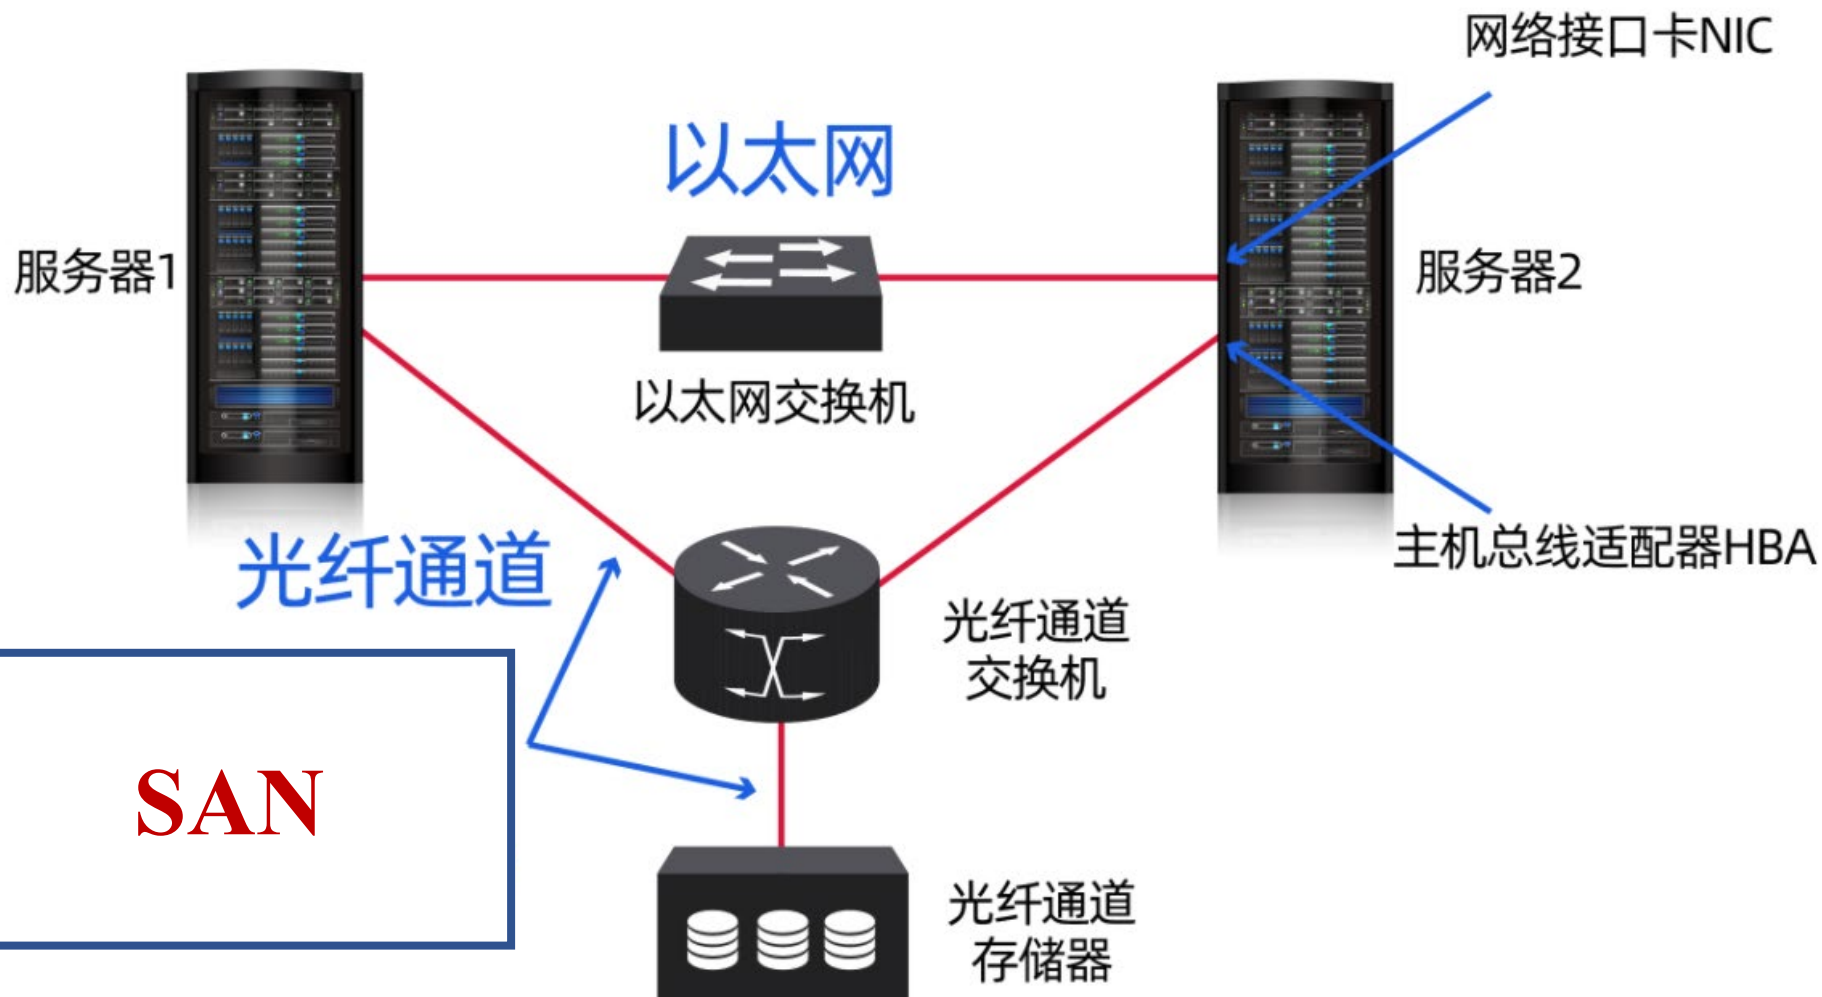 网络接口卡NIC
以太网
服务器1
服务器2
以太网交换机
光纤通道
主机总线适配器HBA
光纤通道
交换机
SAN
光纤通道
存储器